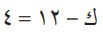 ك – ١٢ = ٤